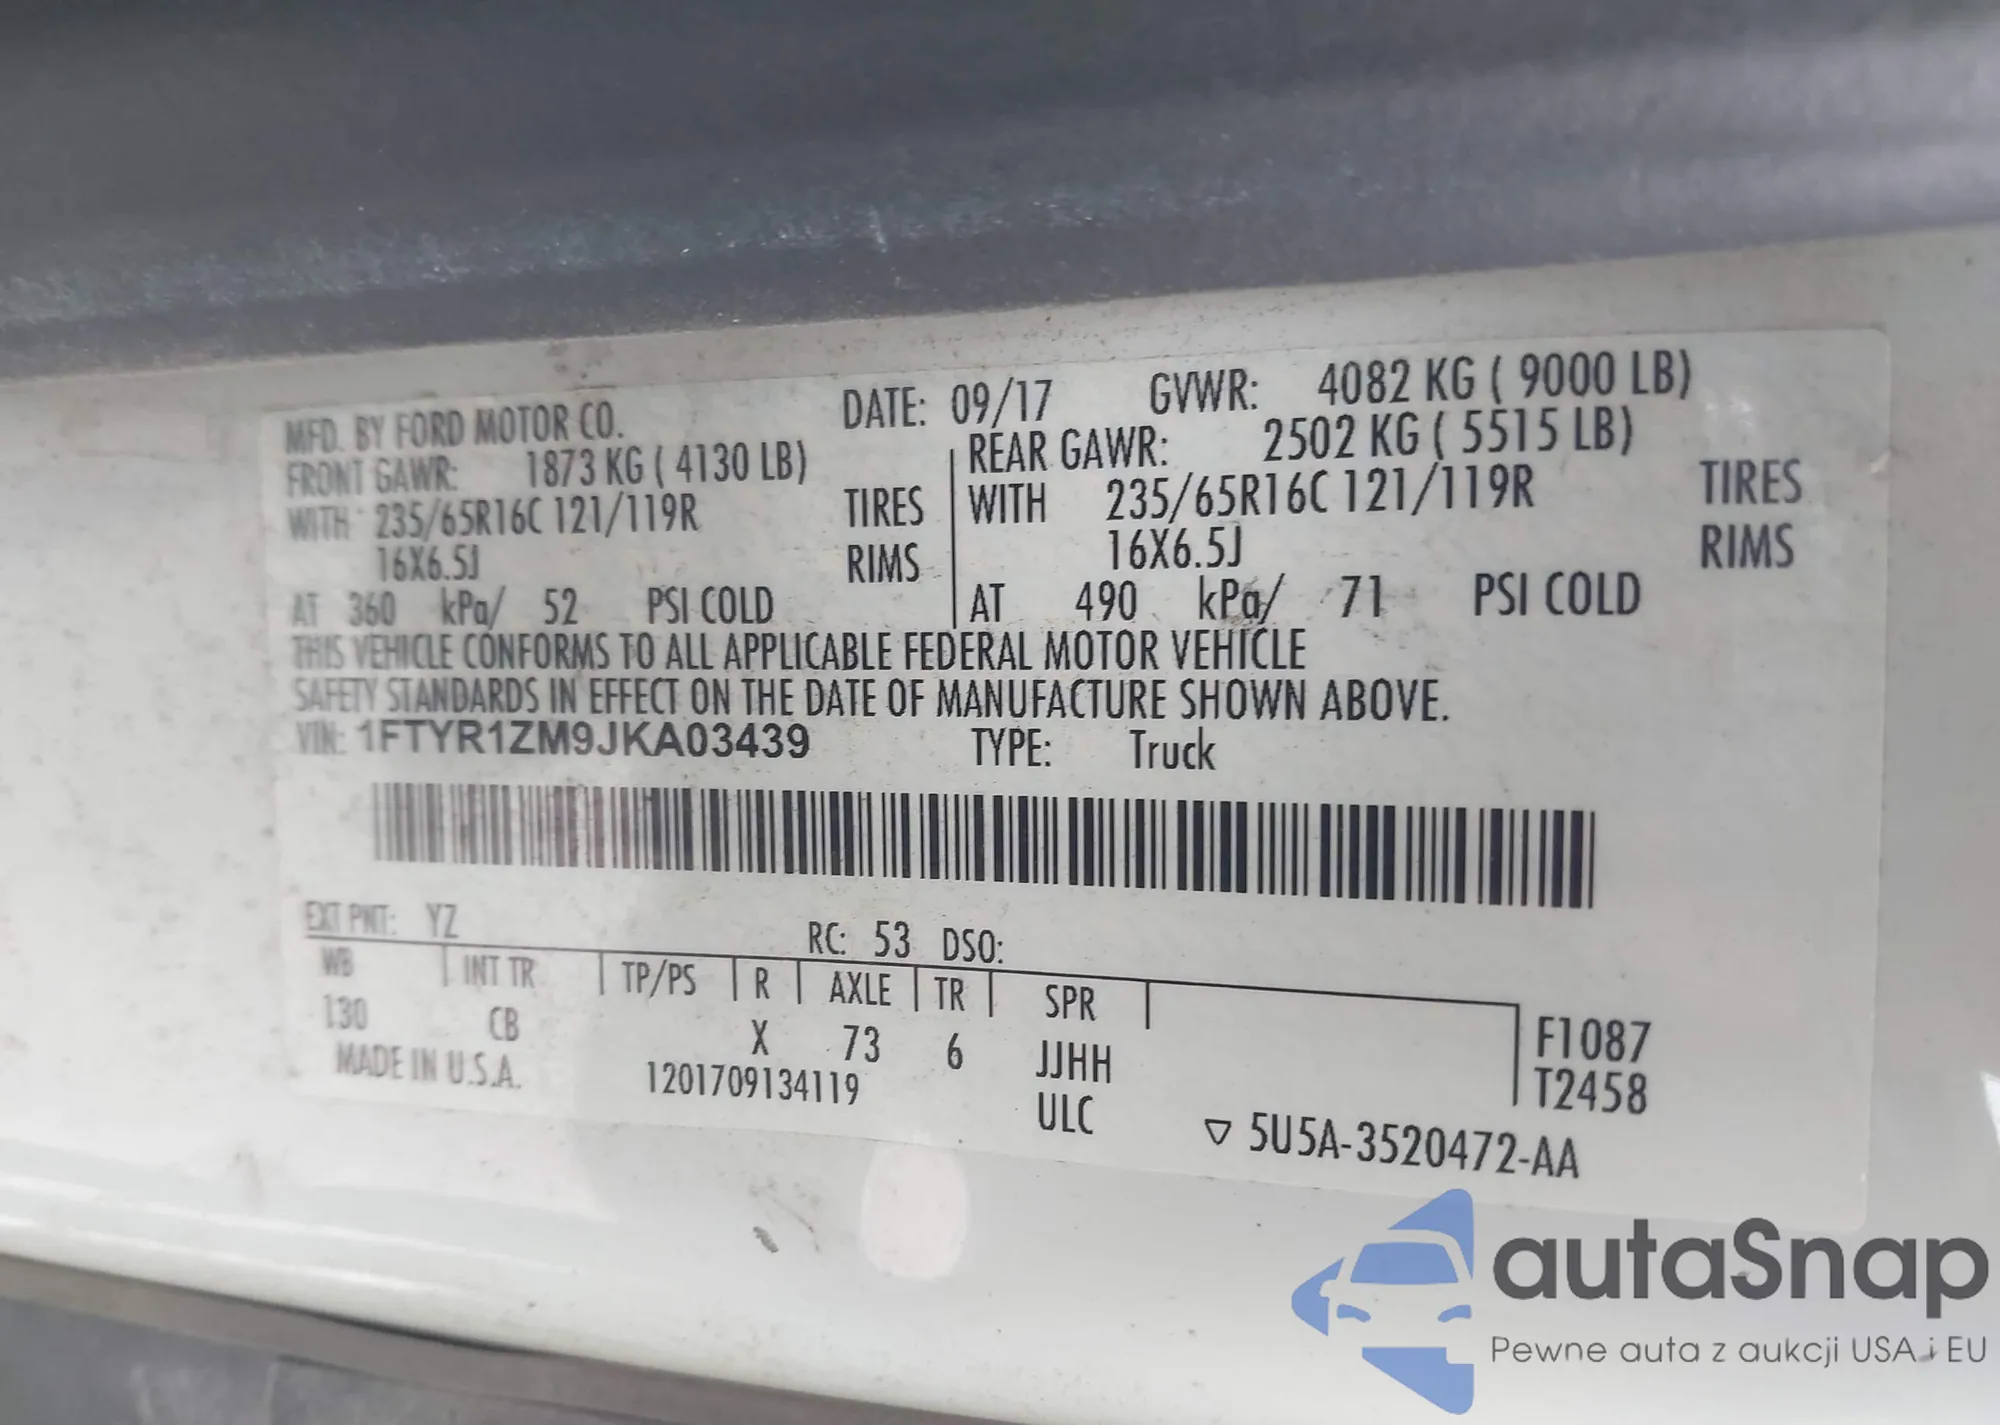 MFD. BY FORD MOTOR CO. DATE: 09/17 GVWR: 4082 KG ( 9000 LB)
FRONT GAWR: 1873 KG ( 4130 LB) REAR GAWR: 2502 KG ( 5515 LB)
WITH 235/65R16C 121/119R TIRES WITH 235/65R16C 121/119R TIRES
16X6.5J RIMS 16X6.5J RIMS
AT 360 kPa/ 52 PSI COLD AT 490 kPa/ 71 PSI COLD
THIS VEHICLE CONFORMS TO ALL APPLICABLE FEDERAL MOTOR VEHICLE
SAFETY STANDARDS IN EFFECT ON THE DATE OF MANUFACTURE SHOWN ABOVE.
VIN: 1FTYR1ZM9JKA03439 TYPE: Truck
EXT PNT: YZ RC: 53 DSO:
WB INT TR TP/PS R AXLE TR SPR
130 CB X 73 6 JJHH F1087
MADE IN U.S.A. 1201709134119 ULC T2458
▽ 5U5A-3520472-AA
autaSnap
Pewne auta z aukcji USA i EU